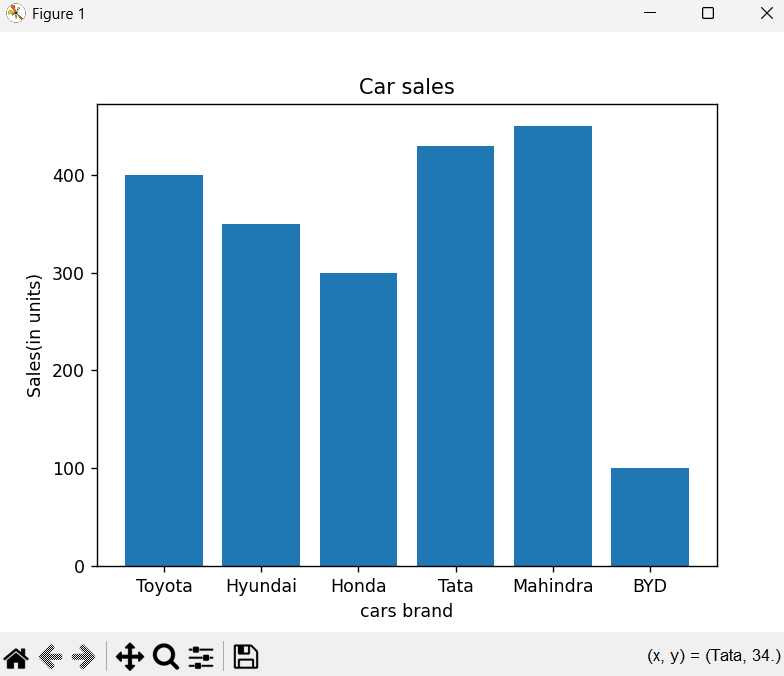 Figure 1
Car sales
400
300
200
100
0
Sales(in units)
Toyota Hyundai Honda Tata Mahindra BYD
cars brand
(x, y) = (Tata, 34.)